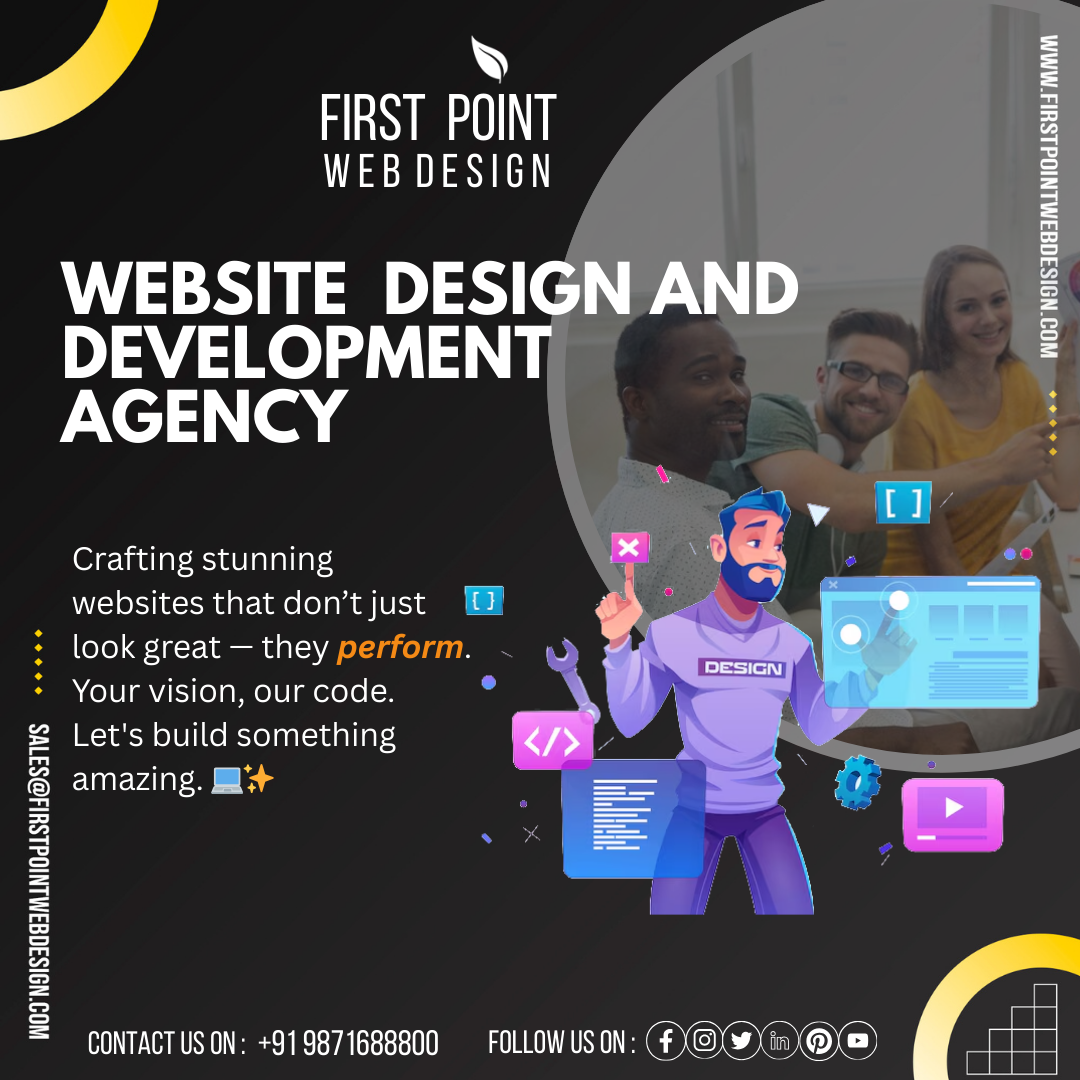 FIRST POINT
WEB DESIGN
WWW.FIRSTPOINTWEBDESIGN.COM
WEBSITE DESIGN AND
DEVELOPMENT
AGENCY
Crafting stunning
websites that don’t just
look great — they perform.
Your vision, our code.
Let's build something
amazing. 💻✨
[ ]
{ }
DESIGN
</>
SALES@FIRSTPOINTWEBDESIGN.COM
CONTACT US ON : +91 9871688800
FOLLOW US ON :